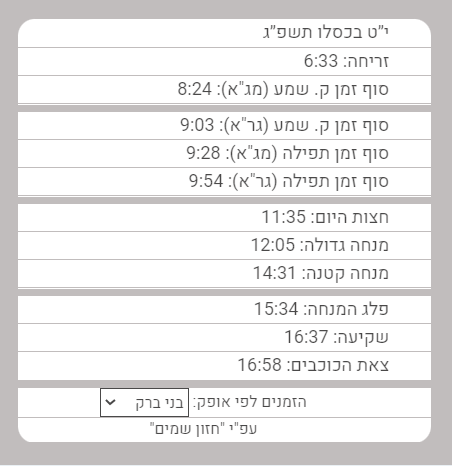 י"ט בכסלו תשפ"ג
זריחה: 6:33
סוף זמן ק. שמע (מג"א): 8:24
סוף זמן ק. שמע (גר"א): 9:03
סוף זמן תפילה (מג"א): 9:28
סוף זמן תפילה (גר"א): 9:54
חצות היום: 11:35
מנחה גדולה: 12:05
מנחה קטנה: 14:31
פלג המנחה: 15:34
שקיעה: 16:37
צאת הכוכבים: 16:58
הזמנים לפי אופק: בני ברק
עפ"י "חזון שמים"